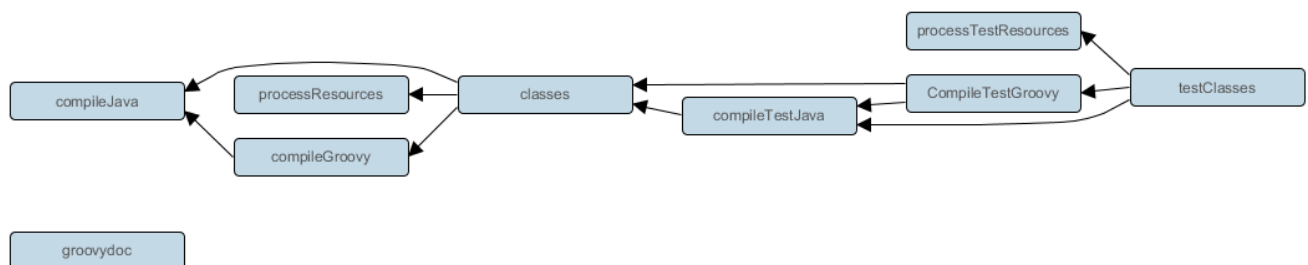 processTestResources
compileJava
processResources
classes
CompileTestGroovy
testClasses
compileTestJava
compileGroovy
groovydoc